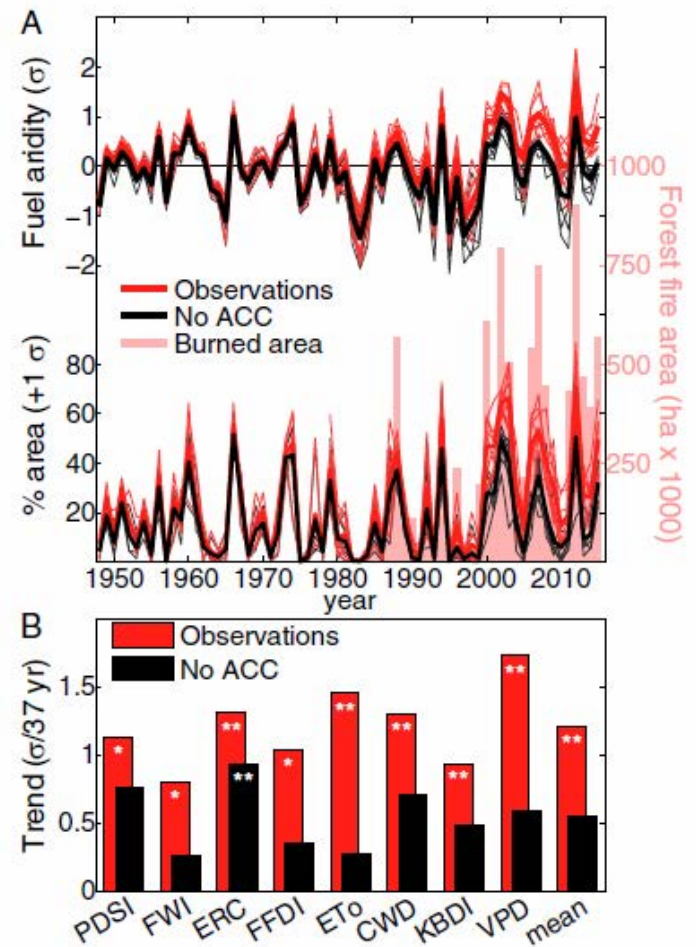 A
Fuel aridity (σ)
2
1
0
−1
−2
Observations
No ACC
Burned area
% area (+1 σ)
80
60
40
20
1000
750
500
250
Forest fire area (ha x 1000)
1950 1960 1970 1980 1990 2000 2010
year
B
Observations
No ACC
Trend (σ/37 yr)
1.5
1
0.5
0
* * ** * ** ** ** ** **
**
PDSI FWI ERC FFDI ETo CWD KBDI VPD mean